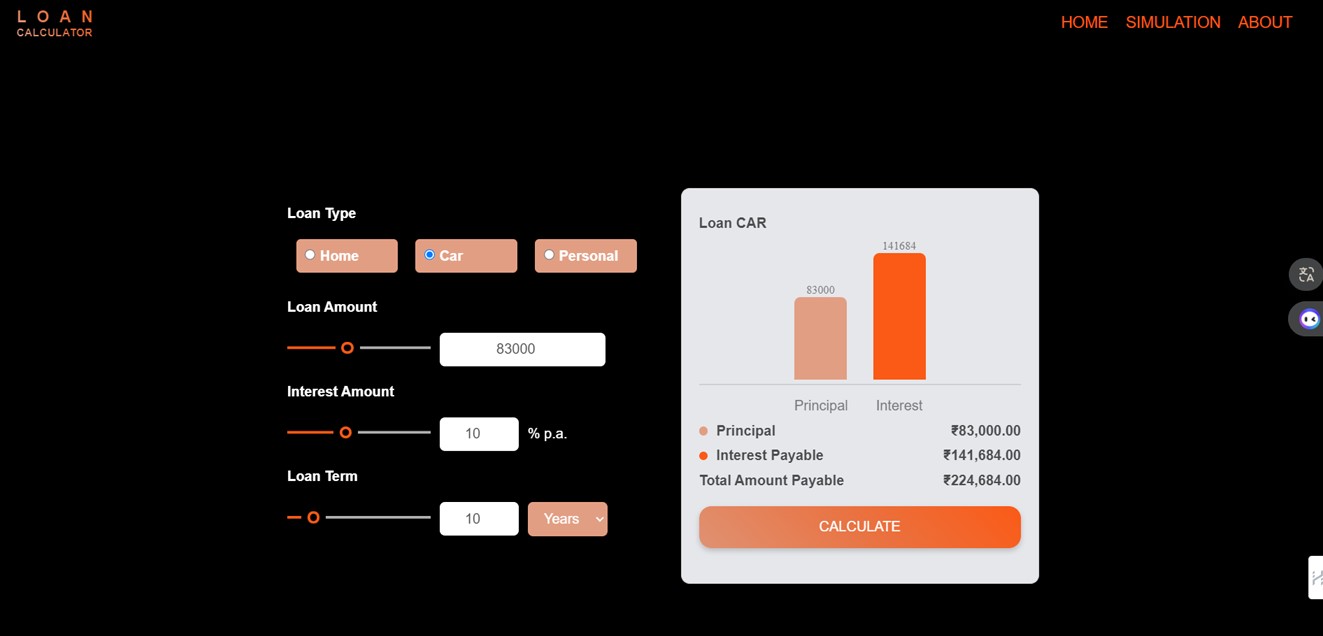 L O A N
CALCULATOR
HOME SIMULATION ABOUT
Loan Type
Home Car Personal
Loan Amount
83000
Interest Amount
10 % p.a.
Loan Term
10 Years
Loan CAR
141684
83000
Principal Interest
Principal ₹83,000.00
Interest Payable ₹141,684.00
Total Amount Payable ₹224,684.00
CALCULATE